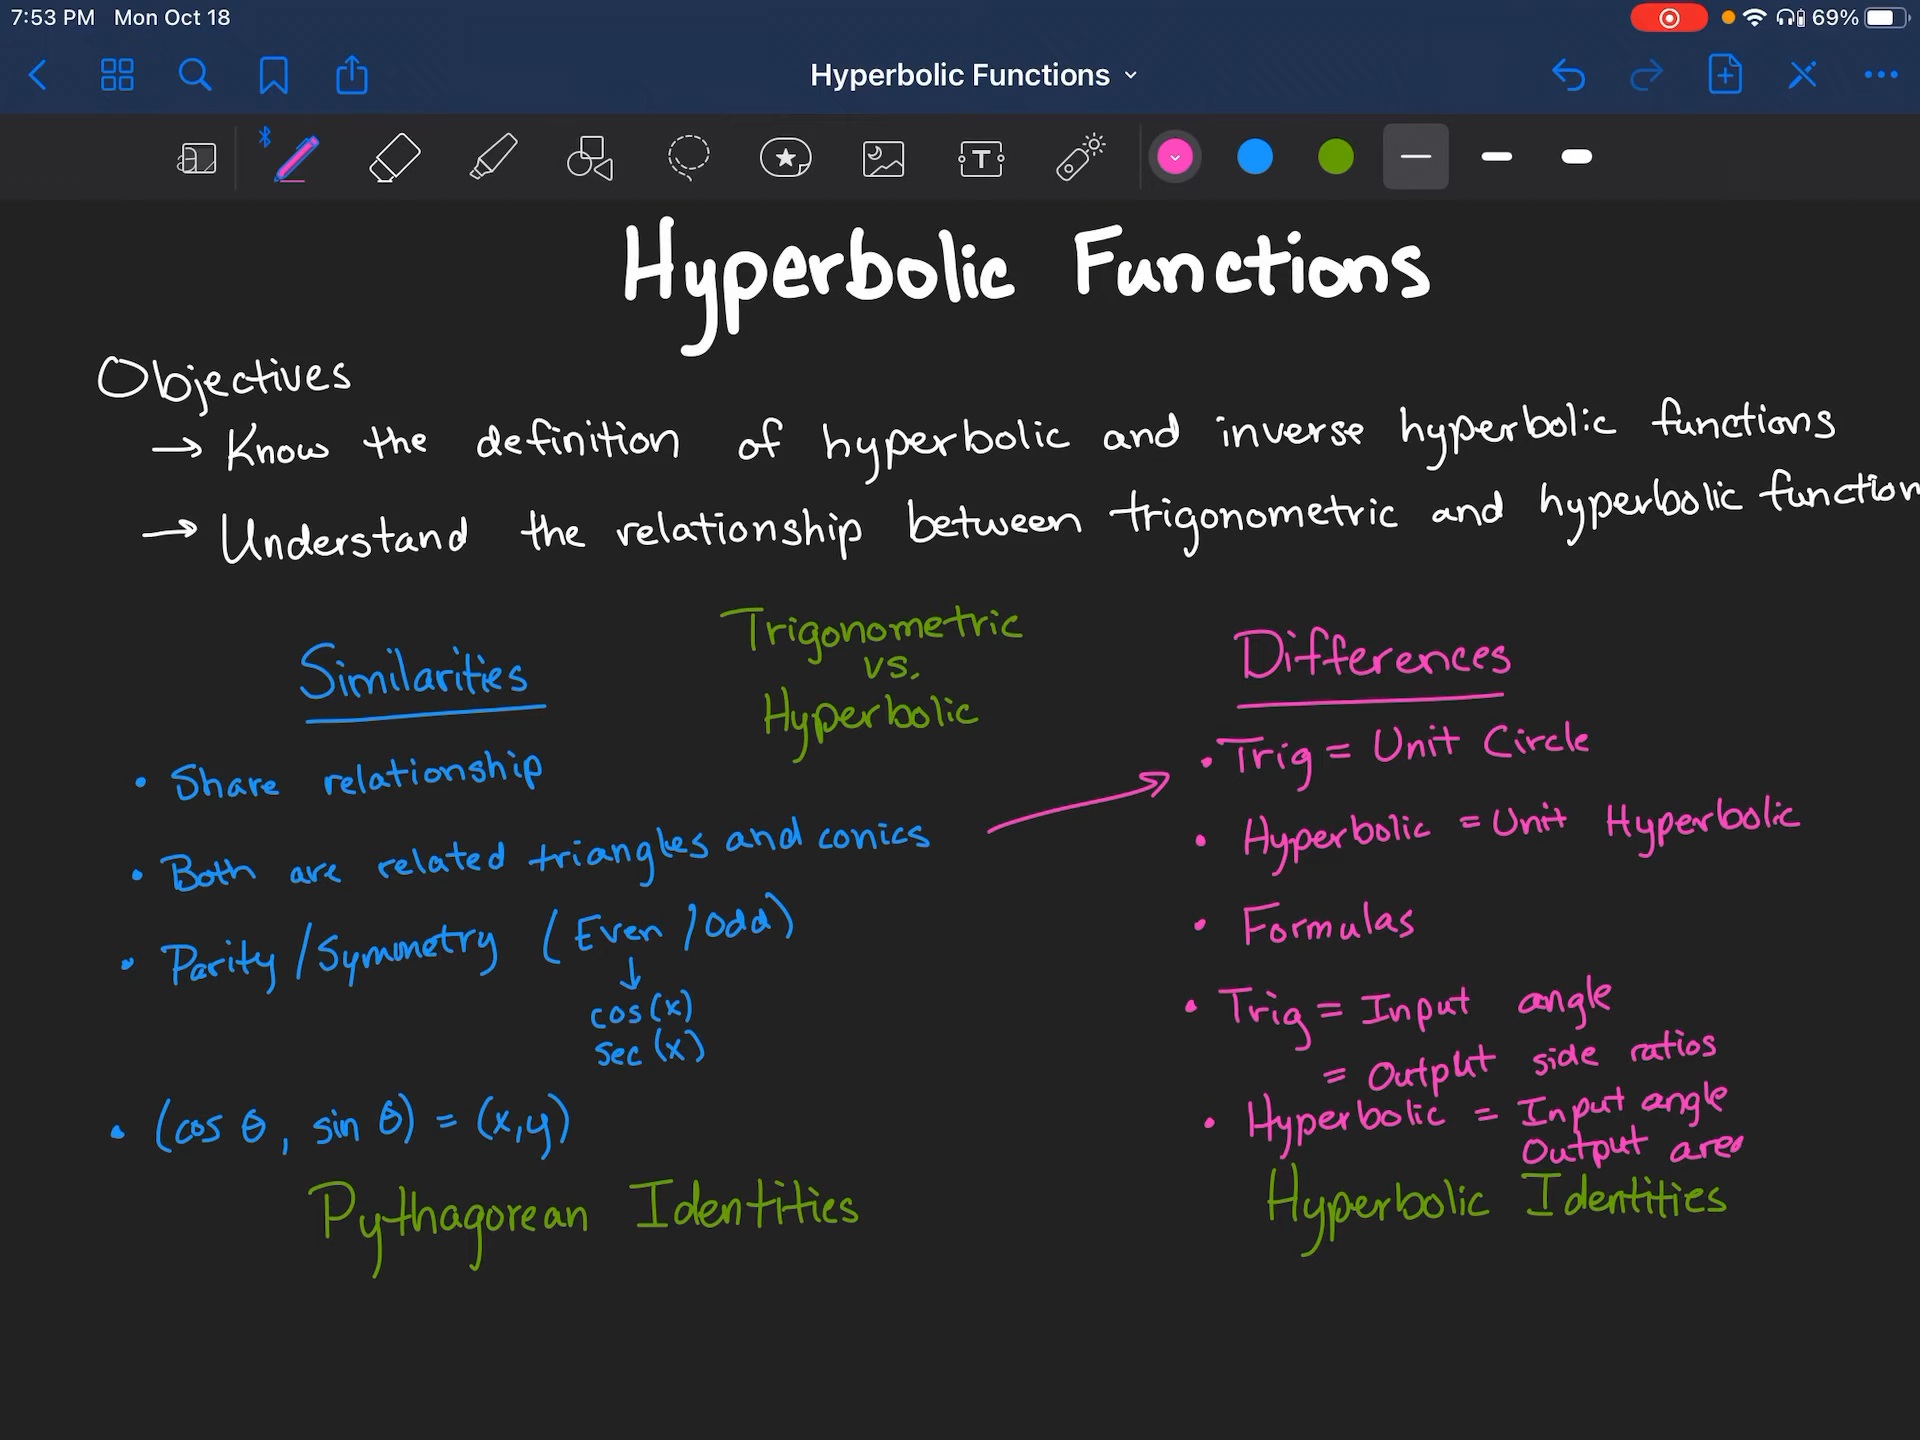 7:53 PM Mon Oct 18
69%
Hyperbolic Functions
Hyperbolic Functions
Objectives
→ Know the definition of hyperbolic and inverse hyperbolic functions
→ Understand the relationship between trigonometric and hyperbolic function
Trigonometric
vs.
Hyperbolic
Similarities
• Share relationship
• Both are related triangles and conics
• Parity/Symmetry (Even/Odd)
↓
cos(x)
sec(x)
• (cos θ, sin θ) = (x,y)
Pythagorean Identities
Differences
• Trig = Unit Circle
• Hyperbolic = Unit Hyperbolic
• Formulas
• Trig = Input angle
= Output side ratios
• Hyperbolic = Input angle
Output area
Hyperbolic Identities